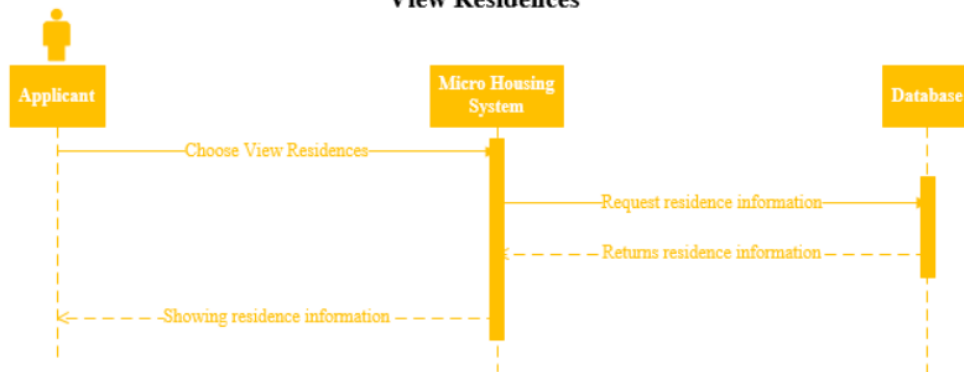 View Residences
Applicant
Micro Housing
System
Database
Choose View Residences
Request residence information
Returns residence information
Showing residence information